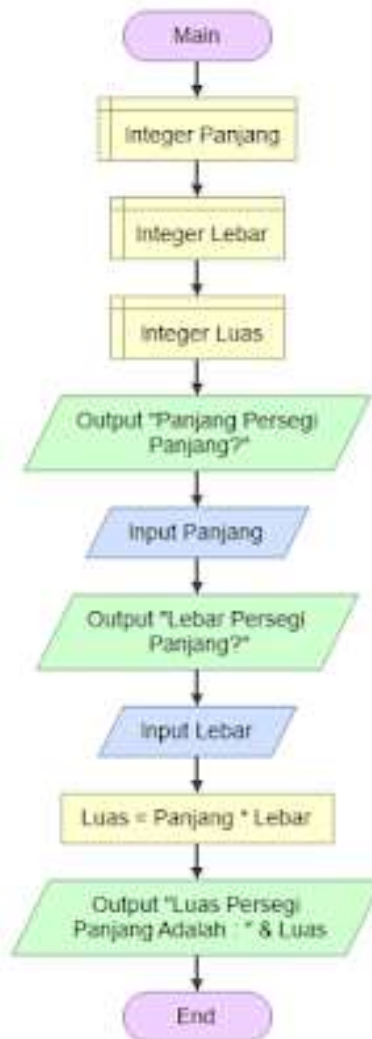 Main
Integer Panjang
Integer Lebar
Integer Luas
Output "Panjang Persegi
Panjang?"
Input Panjang
Output "Lebar Persegi
Panjang?"
Input Lebar
Luas = Panjang * Lebar
Output "Luas Persegi
Panjang Adalah : " & Luas
End